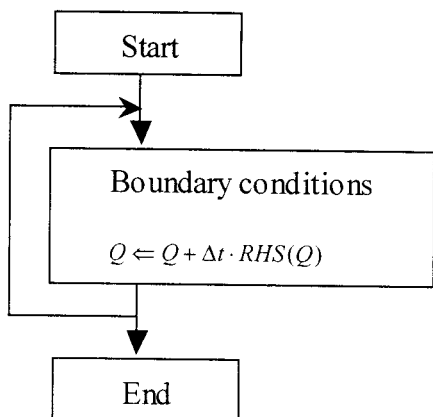 Start
Boundary conditions
Q ⇐ Q + Δt · RHS(Q)
End